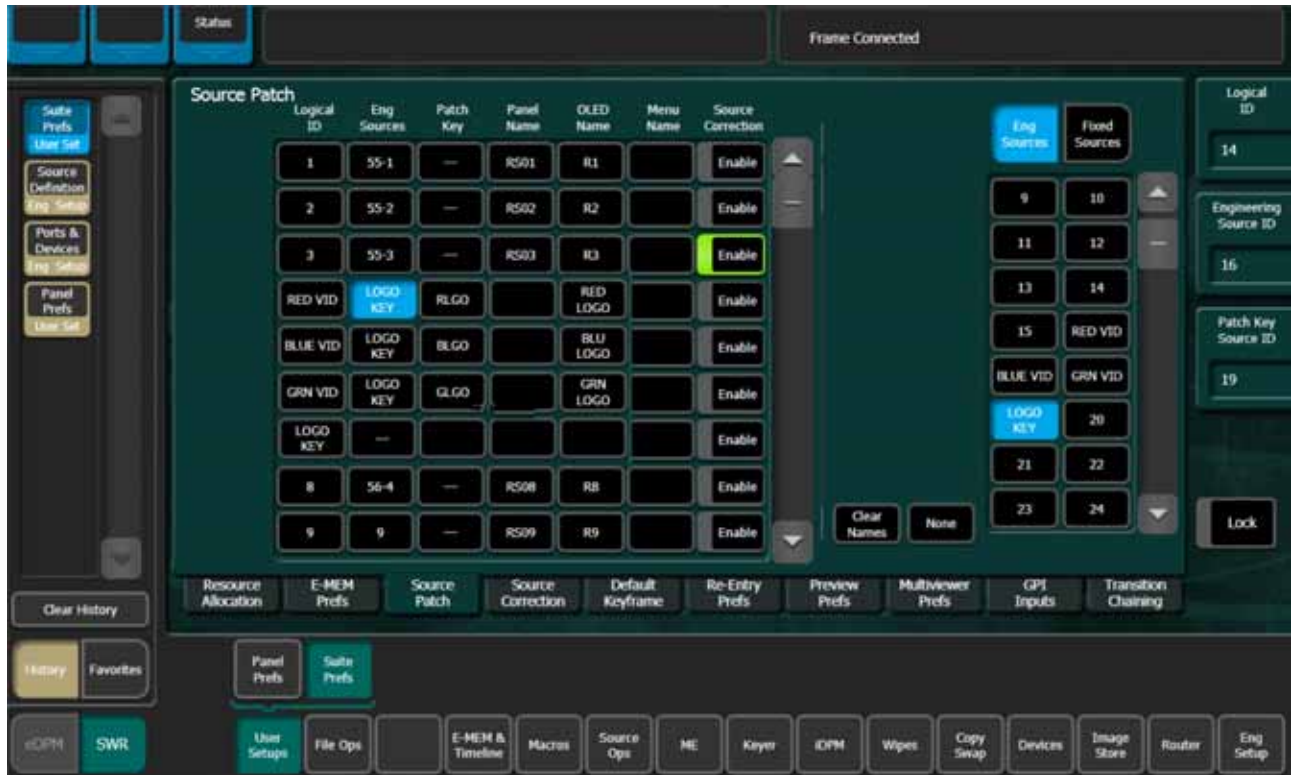 Status
Frame Connected
Suite Prefs
User Set
Source Definition
Eng Setup
Ports & Devices
Eng Setup
Panel Prefs
User Set
Clear History
History Favorites
eDPM SWR
Source Patch
Logical ID Eng Sources Patch Key Panel Name OLED Name Menu Name Source Correction
1 55-1 — RS01 R1 Enable
2 55-2 — RS02 R2 Enable
3 55-3 — RS03 R3 Enable
RED VID LOGO KEY RLGO RED LOGO Enable
BLUE VID LOGO KEY BLGO BLU LOGO Enable
GRN VID LOGO KEY GLGO GRN LOGO Enable
LOGO KEY — Enable
8 56-4 — RS08 R8 Enable
9 9 — RS09 R9 Enable
Clear Names None
Eng Sources Fixed Sources
9 10
11 12
13 14
15 RED VID
BLUE VID GRN VID
LOGO KEY 20
21 22
23 24
Logical ID
14
Engineering Source ID
16
Patch Key Source ID
19
Lock
Resource Allocation E-MEM Prefs Source Patch Source Correction Default Keyframe Re-Entry Prefs Preview Prefs Multiviewer Prefs GPI Inputs Transition Chaining
Panel Prefs Suite Prefs
User Setups File Ops E-MEM & Timeline Macros Source Ops ME Keyer iDPM Wipes Copy Swap Devices Image Store Router Eng Setup